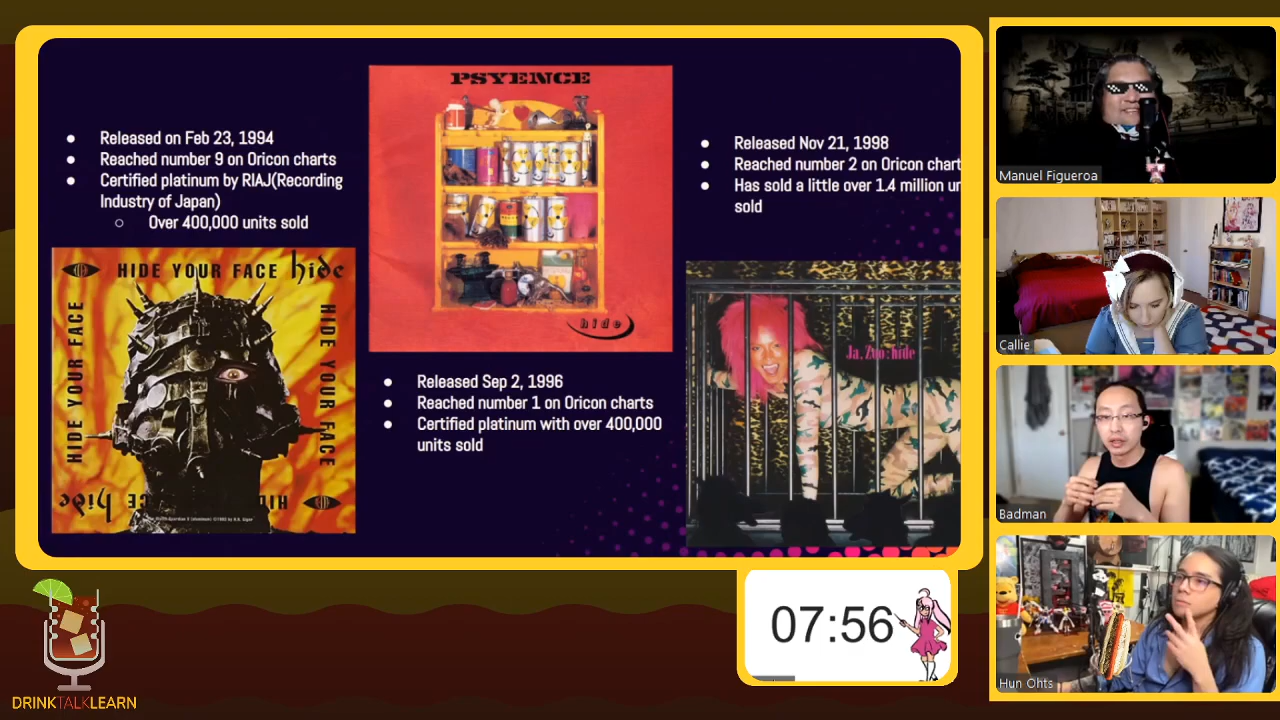 ● Released on Feb 23, 1994
● Reached number 9 on Oricon charts
● Certified platinum by RIAJ(Recording
Industry of Japan)
○ Over 400,000 units sold
HIDE YOUR FACE hide
HIDE YOUR FACE
HIDE YOUR FACE
hide
PSYENCE
hide
● Released Sep 2, 1996
● Reached number 1 on Oricon charts
● Certified platinum with over 400,000
units sold
● Released Nov 21, 1998
● Reached number 2 on Oricon chart
● Has sold a little over 1.4 million un
sold
Ja, Zoo:hide
07:56
DRINKTALKLEARN
Manuel Figueroa
Callie
Badman
Hun Ohts